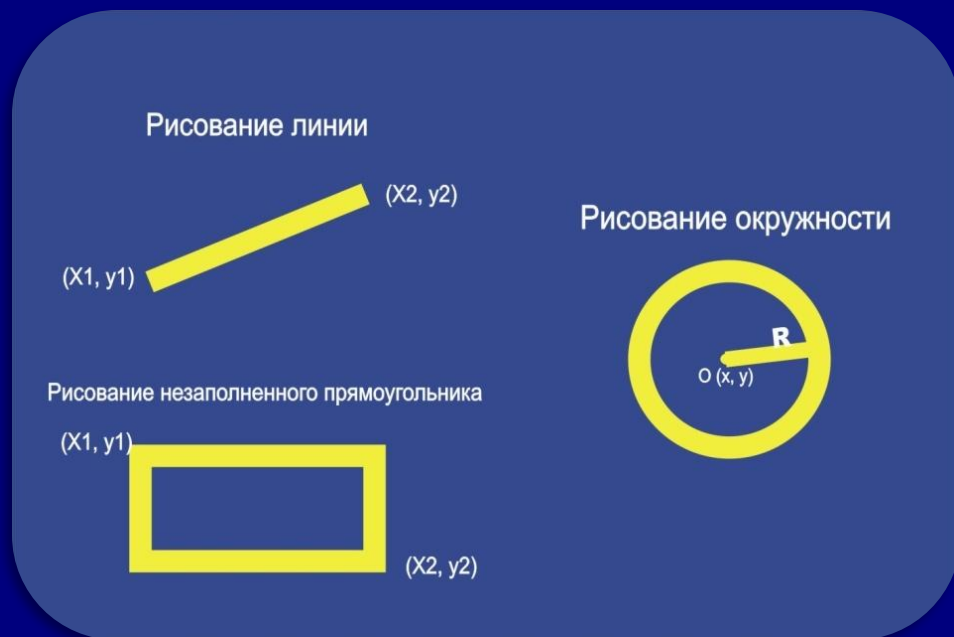 Рисование линии
(X2, y2)
(X1, y1)
Рисование окружности
R
O (x, y)
Рисование незаполненного прямоугольника
(X1, y1)
(X2, y2)